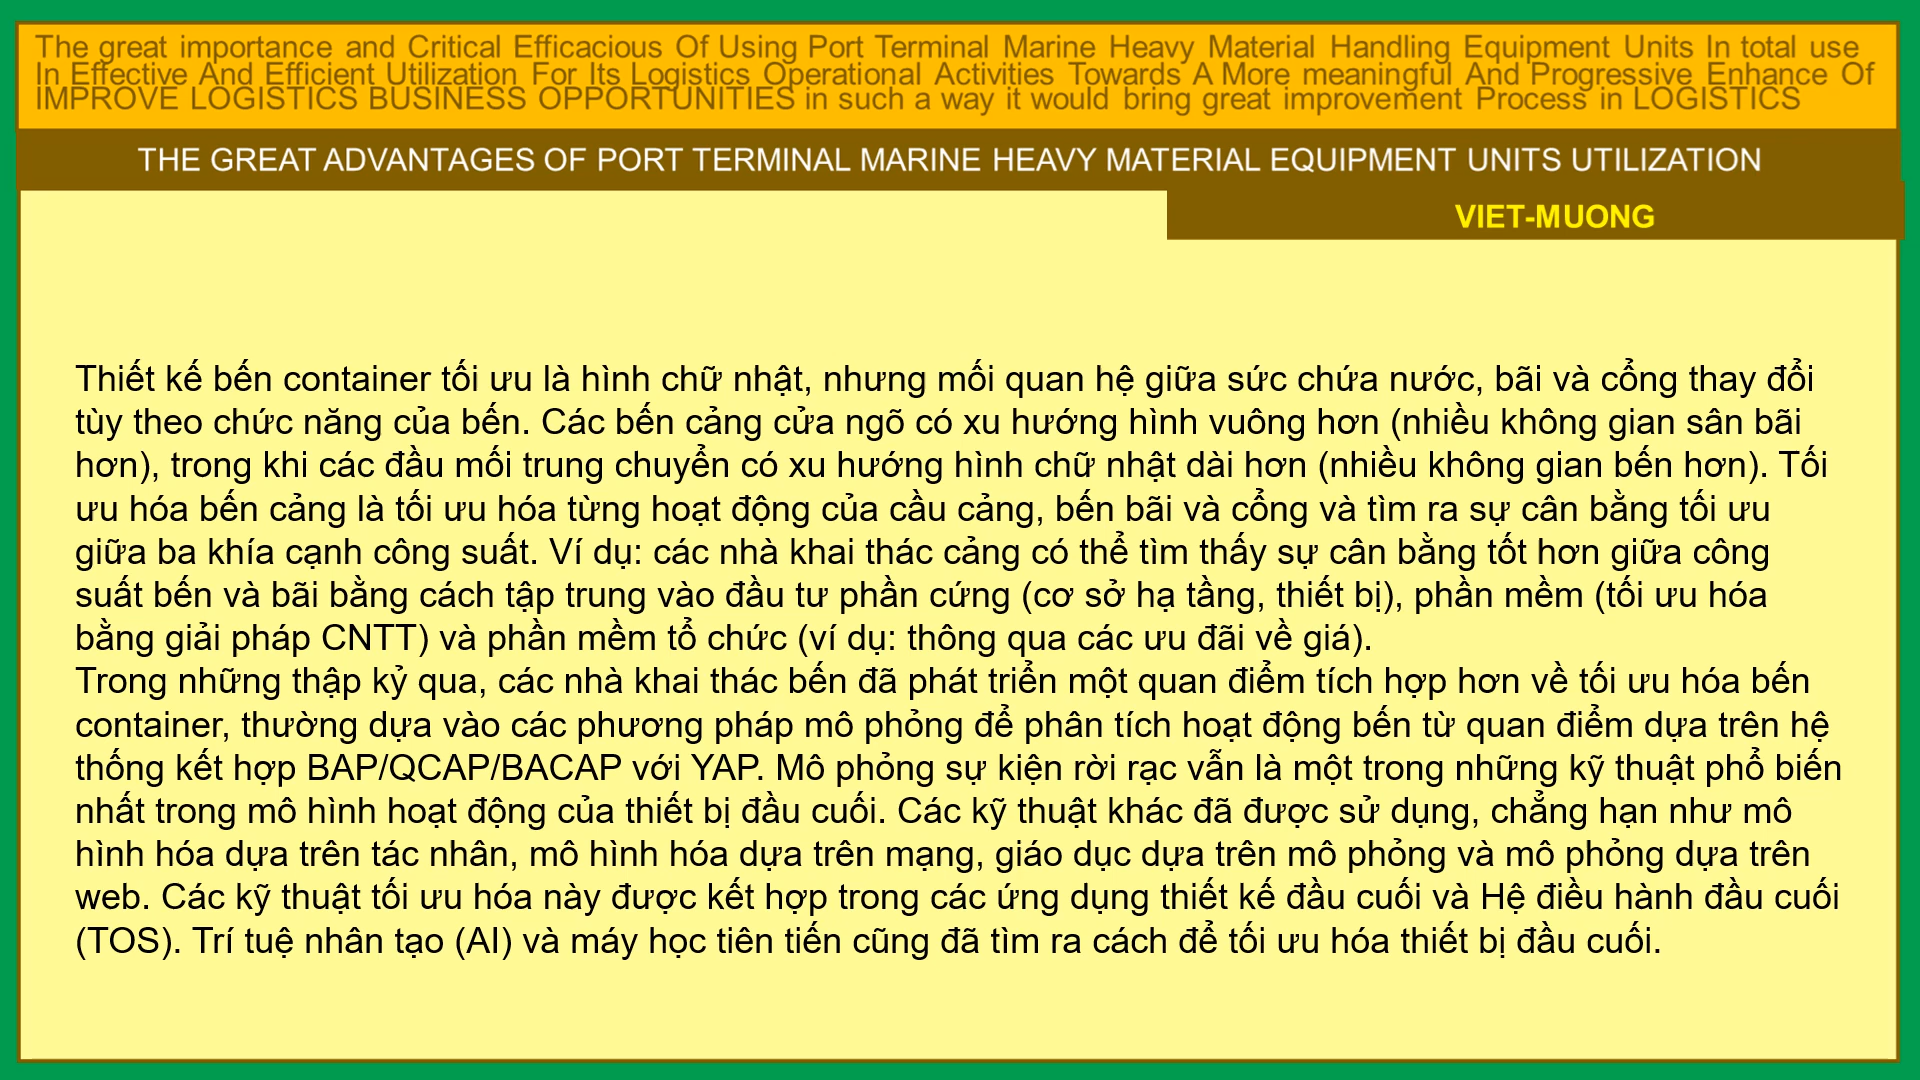 The great importance and Critical Efficacious Of Using Port Terminal Marine Heavy Material Handling Equipment Units In total use
In Effective And Efficient Utilization For Its Logistics Operational Activities Towards A More meaningful And Progressive Enhance Of
IMPROVE LOGISTICS BUSINESS OPPORTUNITIES in such a way it would bring great improvement Process in LOGISTICS
THE GREAT ADVANTAGES OF PORT TERMINAL MARINE HEAVY MATERIAL EQUIPMENT UNITS UTILIZATION
VIET-MUONG
Thiết kế bến container tối ưu là hình chữ nhật, nhưng mối quan hệ giữa sức chứa nước, bãi và cổng thay đổi
tùy theo chức năng của bến. Các bến cảng cửa ngõ có xu hướng hình vuông hơn (nhiều không gian sân bãi
hơn), trong khi các đầu mối trung chuyển có xu hướng hình chữ nhật dài hơn (nhiều không gian bến hơn). Tối
ưu hóa bến cảng là tối ưu hóa từng hoạt động của cầu cảng, bến bãi và cổng và tìm ra sự cân bằng tối ưu
giữa ba khía cạnh công suất. Ví dụ: các nhà khai thác cảng có thể tìm thấy sự cân bằng tốt hơn giữa công
suất bến và bãi bằng cách tập trung vào đầu tư phần cứng (cơ sở hạ tầng, thiết bị), phần mềm (tối ưu hóa
bằng giải pháp CNTT) và phần mềm tổ chức (ví dụ: thông qua các ưu đãi về giá).
Trong những thập kỷ qua, các nhà khai thác bến đã phát triển một quan điểm tích hợp hơn về tối ưu hóa bến
container, thường dựa vào các phương pháp mô phỏng để phân tích hoạt động bến từ quan điểm dựa trên hệ
thống kết hợp BAP/QCAP/BACAP với YAP. Mô phỏng sự kiện rời rạc vẫn là một trong những kỹ thuật phổ biến
nhất trong mô hình hoạt động của thiết bị đầu cuối. Các kỹ thuật khác đã được sử dụng, chẳng hạn như mô
hình hóa dựa trên tác nhân, mô hình hóa dựa trên mạng, giáo dục dựa trên mô phỏng và mô phỏng dựa trên
web. Các kỹ thuật tối ưu hóa này được kết hợp trong các ứng dụng thiết kế đầu cuối và Hệ điều hành đầu cuối
(TOS). Trí tuệ nhân tạo (AI) và máy học tiên tiến cũng đã tìm ra cách để tối ưu hóa thiết bị đầu cuối.